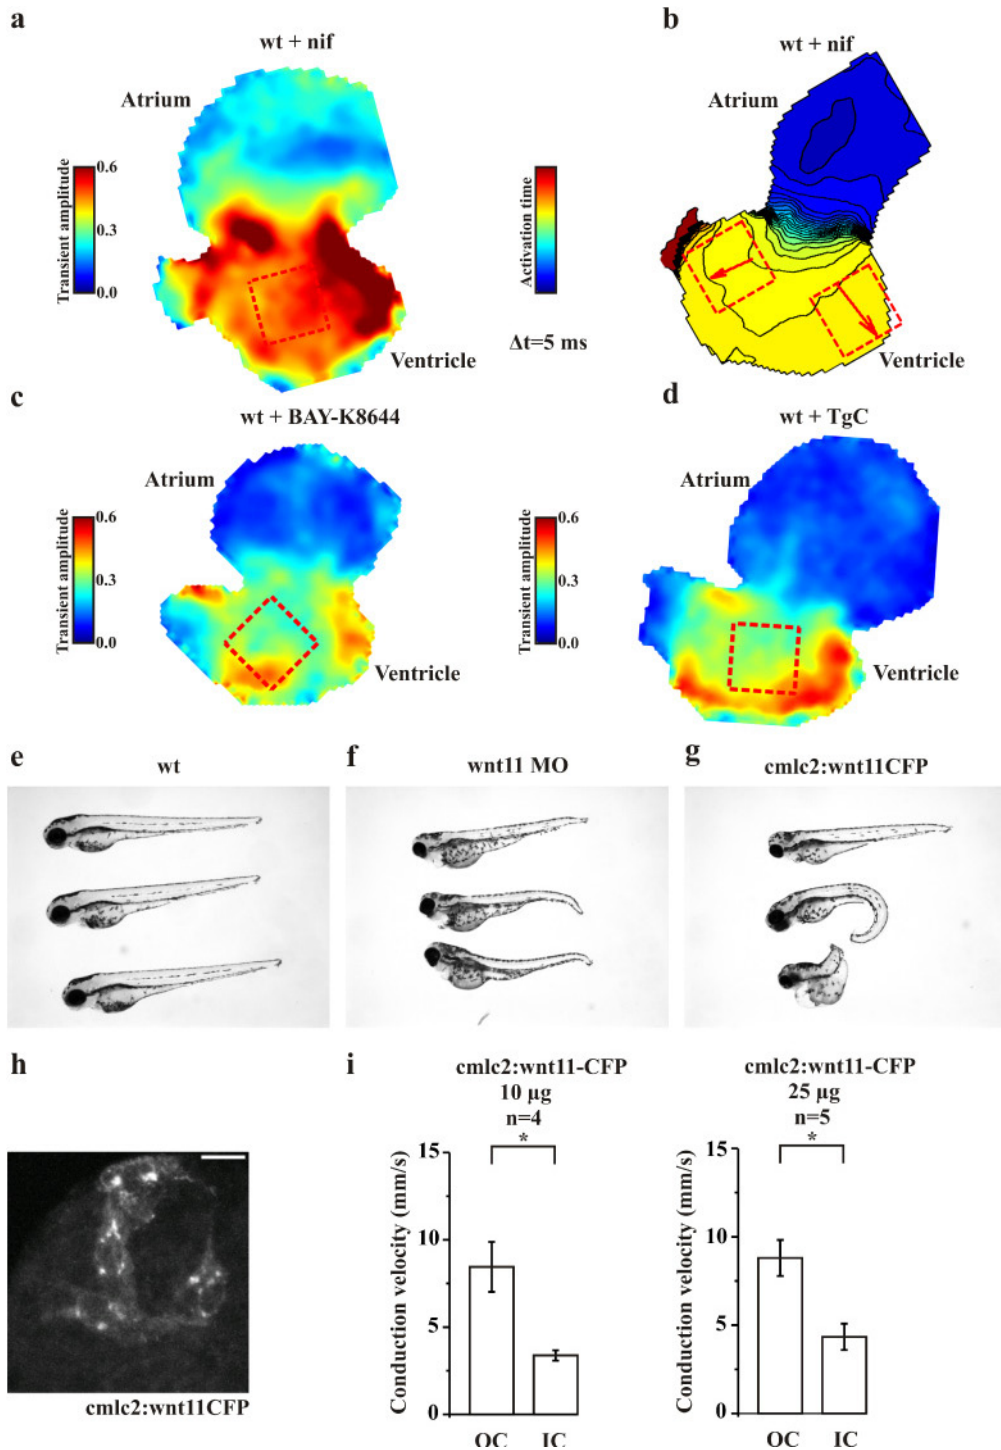 a
wt + nif
Atrium
Transient amplitude
0.6
0.3
0.0
Ventricle
b
wt + nif
Atrium
Activation time
Δt=5 ms
Ventricle
c
wt + BAY-K8644
Atrium
Transient amplitude
0.6
0.3
0.0
Ventricle
d
wt + TgC
Atrium
Transient amplitude
0.6
0.3
0.0
Ventricle
e
wt
f
wnt11 MO
g
cmlc2:wnt11CFP
h
cmlc2:wnt11CFP
i
cmlc2:wnt11-CFP
10 µg
n=4
*
Conduction velocity (mm/s)
15
10
5
0
OC IC
cmlc2:wnt11-CFP
25 µg
n=5
*
Conduction velocity (mm/s)
15
10
5
0
OC IC